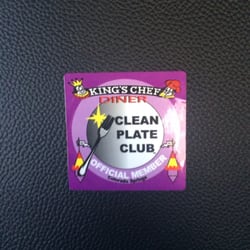 KING'S CHEF
DINER
CLEAN
PLATE
CLUB
OFFICIAL MEMBER